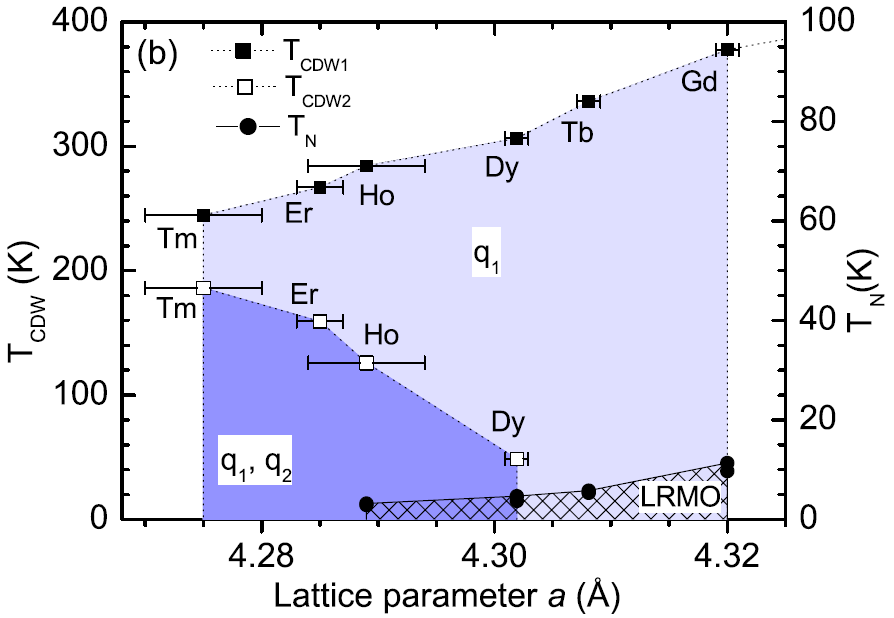 400
300
200
100
0
T_CDW (K)
(b)
T_CDW1
T_CDW2
T_N
Gd
Tb
Dy
Ho
Er
Tm
q_1
Tm
Er
Ho
Dy
q_1, q_2
LRMO
100
80
60
40
20
0
T_N(K)
4.28 4.30 4.32
Lattice parameter a (Å)